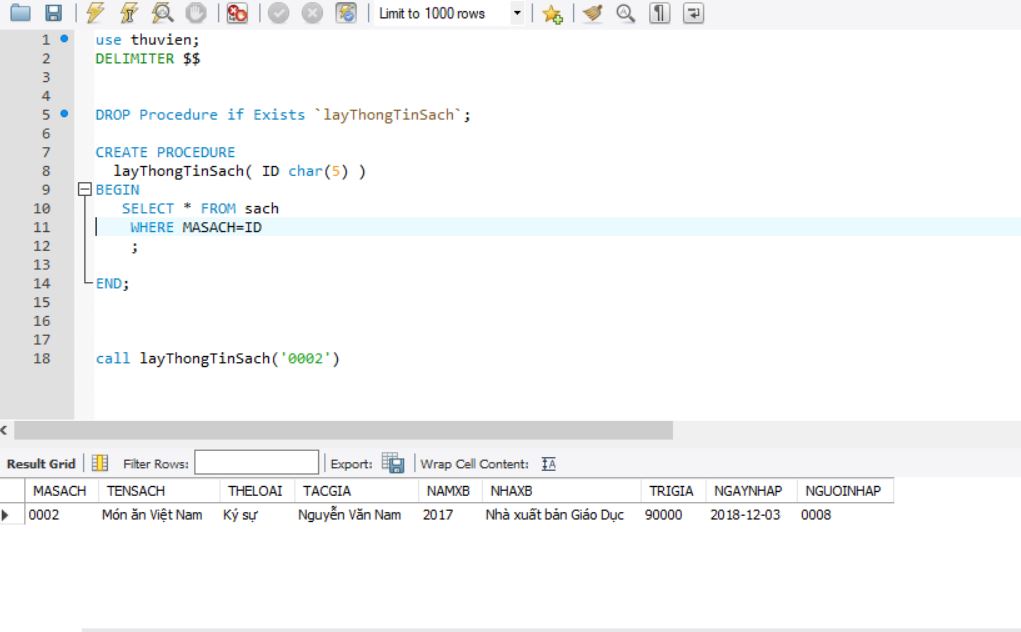 Limit to 1000 rows
1 use thuvien;
2 DELIMITER $$
3
4
5 DROP Procedure if Exists `layThongTinSach`;
6
7 CREATE PROCEDURE
8 layThongTinSach( ID char(5) )
9 BEGIN
10 SELECT * FROM sach
11 WHERE MASACH=ID
12 ;
13
14 END;
15
16
17
18 call layThongTinSach('0002')
Result Grid Filter Rows: Export: Wrap Cell Content: IA
MASACH TENSACH THELOAI TACGIA NAMXB NHAXB TRIGIA NGAYNHAP NGUOINHAP
0002 Món ăn Việt Nam Ký sự Nguyễn Văn Nam 2017 Nhà xuất bản Giáo Dục 90000 2018-12-03 0008